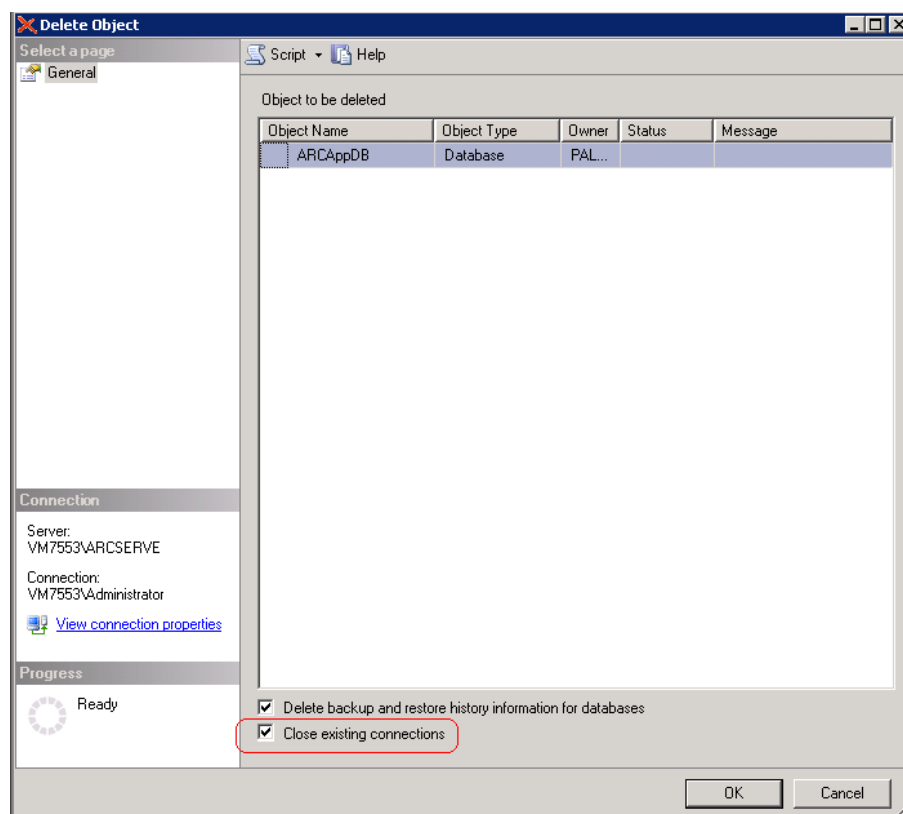 Delete Object
Select a page
General
Script Help
Object to be deleted
Object Name Object Type Owner Status Message
ARCAppDB Database PAL...
Connection
Server:
VM7553\ARCSERVE
Connection:
VM7553\Administrator
View connection properties
Progress
Ready
Delete backup and restore history information for databases
Close existing connections
OK Cancel